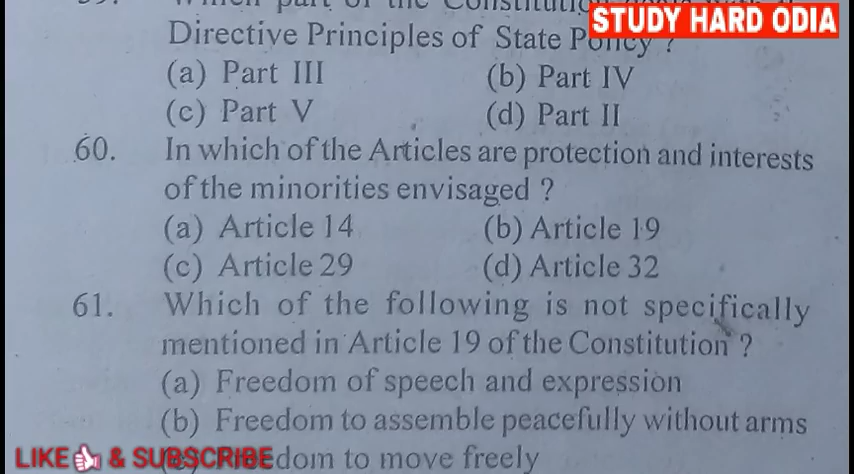 STUDY HARD ODIA
Directive Principles of State Policy ?
(a) Part III (b) Part IV
(c) Part V (d) Part II
60. In which of the Articles are protection and interests
of the minorities envisaged ?
(a) Article 14 (b) Article 19
(c) Article 29 (d) Article 32
61. Which of the following is not specifically
mentioned in Article 19 of the Constitution ?
(a) Freedom of speech and expression
(b) Freedom to assemble peacefully without arms
to move freely
LIKE & SUBSCRIBE